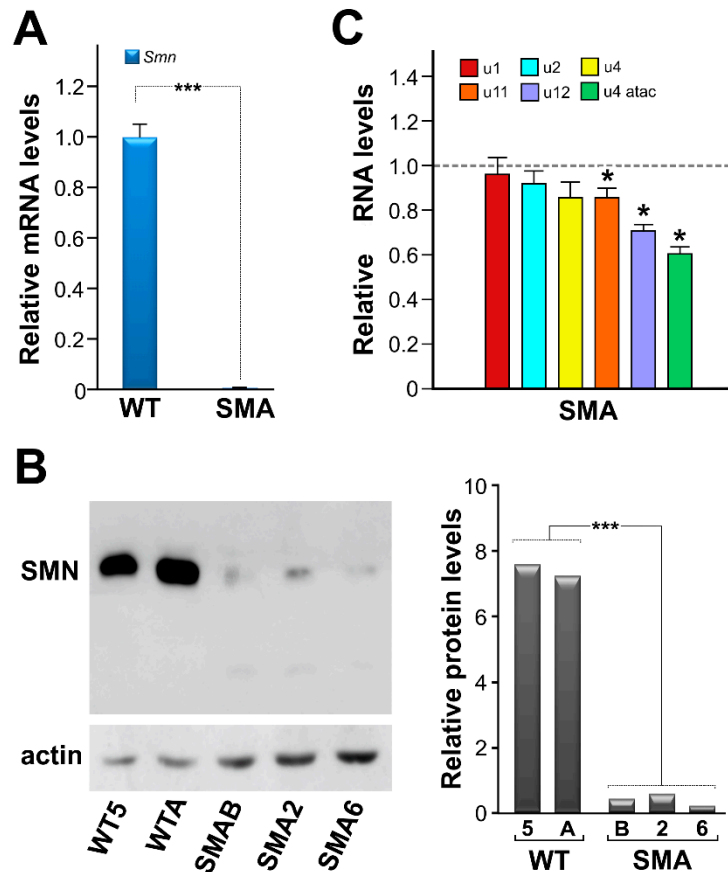 A
Smn
Relative mRNA levels
1.2
1.0
0.8
0.6
0.4
0.2
0
***
WT SMA
C
u1 u2 u4
u11 u12 u4 atac
Relative RNA levels
1.4
1.2
1.0
0.8
0.6
0.4
0.2
0
* * *
SMA
B
SMN
actin
WT5 WTA SMAB SMA2 SMA6
Relative protein levels
10
8
6
4
2
0
***
5 A B 2 6
WT SMA